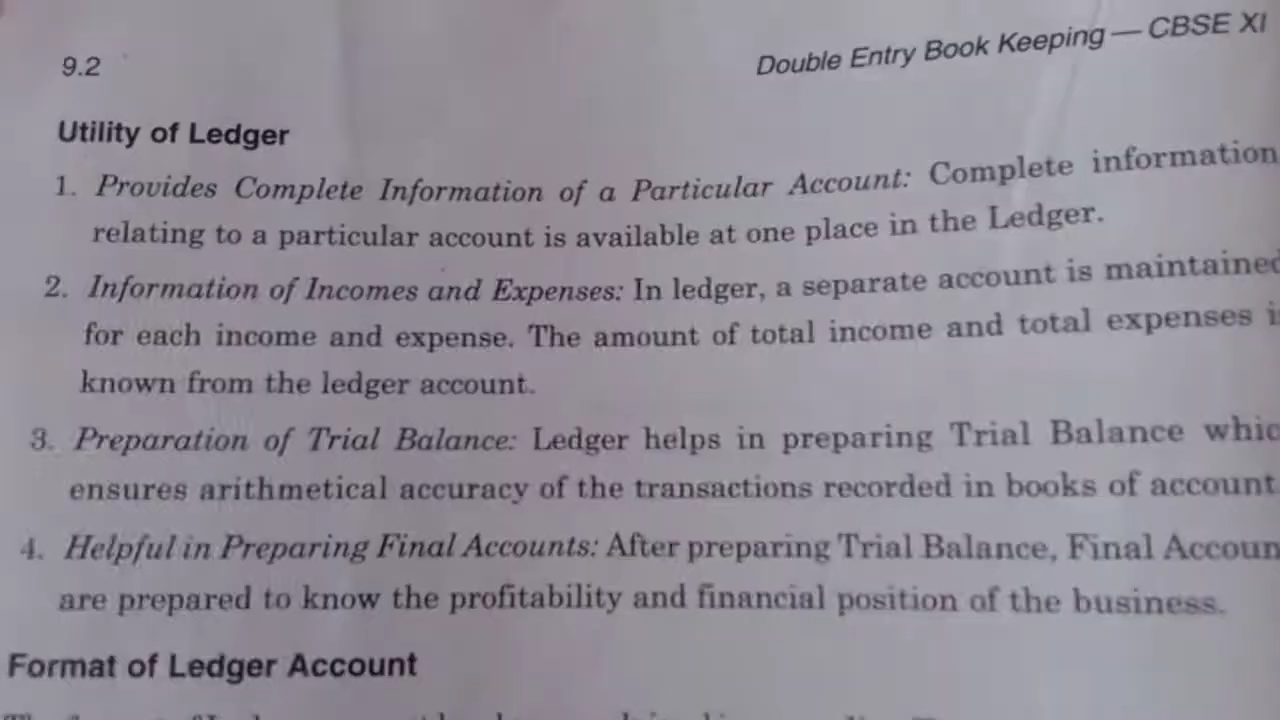 9.2
Double Entry Book Keeping — CBSE XI
Utility of Ledger
1. Provides Complete Information of a Particular Account: Complete information
relating to a particular account is available at one place in the Ledger.
2. Information of Incomes and Expenses: In ledger, a separate account is maintained
for each income and expense. The amount of total income and total expenses i
known from the ledger account.
3. Preparation of Trial Balance: Ledger helps in preparing Trial Balance whic
ensures arithmetical accuracy of the transactions recorded in books of account
4. Helpful in Preparing Final Accounts: After preparing Trial Balance, Final Accoun
are prepared to know the profitability and financial position of the business.
Format of Ledger Account